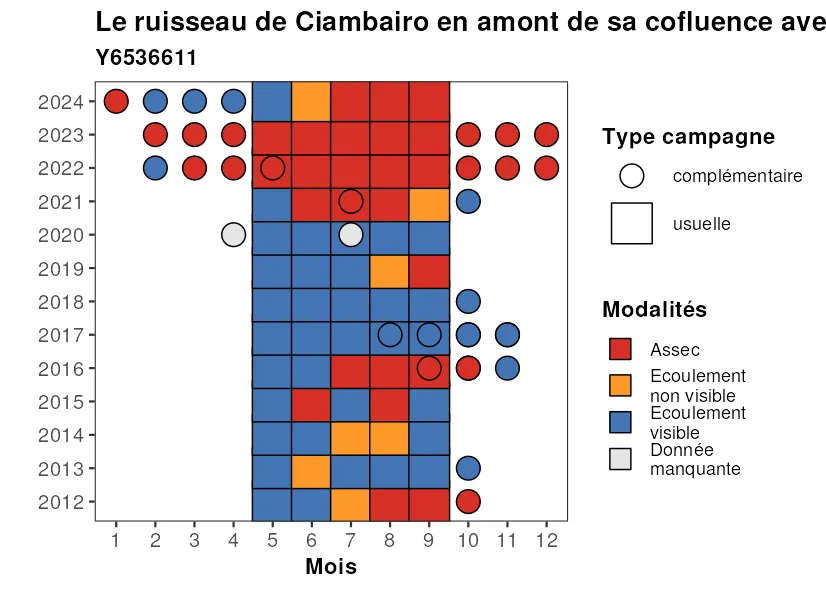 Le ruisseau de Ciambairo en amont de sa cofluence ave
Y6536611
2024
2023
2022
2021
2020
2019
2018
2017
2016
2015
2014
2013
2012
1 2 3 4 5 6 7 8 9 10 11 12
Mois
Type campagne
complémentaire
usuelle
Modalités
Assec
Ecoulement
non visible
Ecoulement
visible
Donnée
manquante